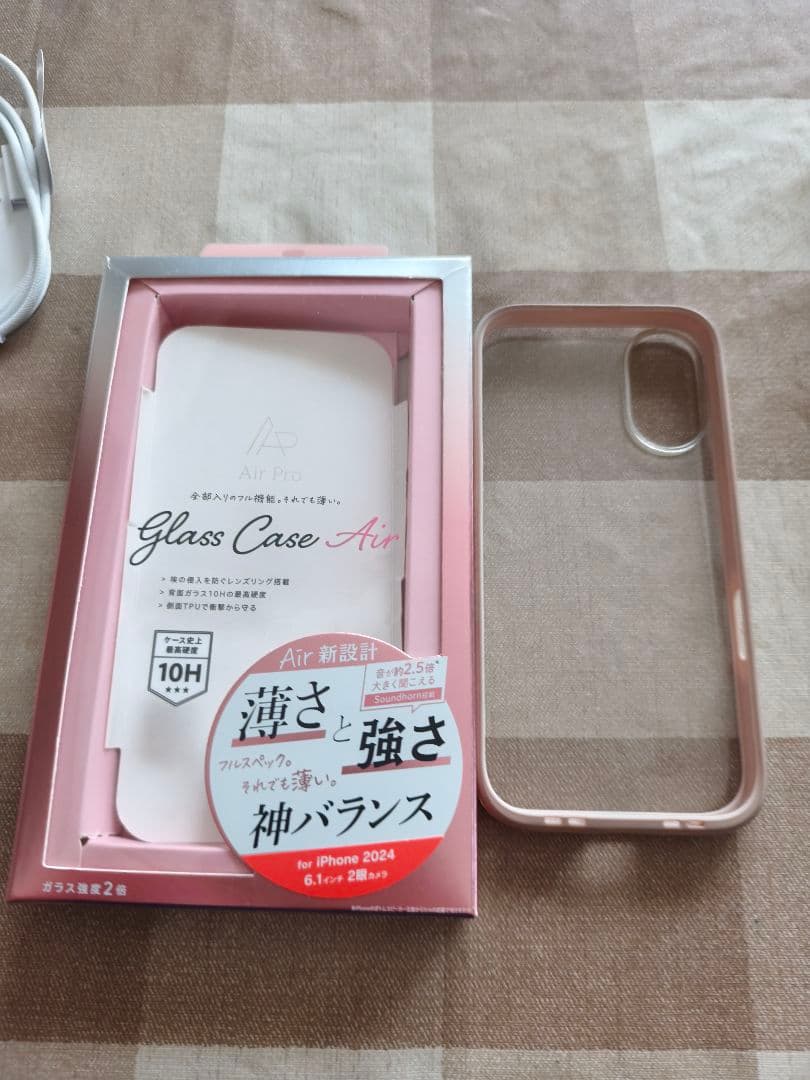 Air Pro
全部入りのフル機能。それでも薄い。
Glass Case Air
> 埃の侵入を防ぐレンズリング搭載
> 背面ガラス10Hの最高硬度
> 側面TPUで衝撃から守る
ケース史上
最高硬度
10H
★★★
Air 新設計
音が約2.5倍
大きく聞こえる
Soundhorn搭載
薄さ
と
強さ
フルスペック。
それでも薄い。
神バランス
for iPhone 2024
6.1インチ 2眼カメラ
ガラス強度2倍